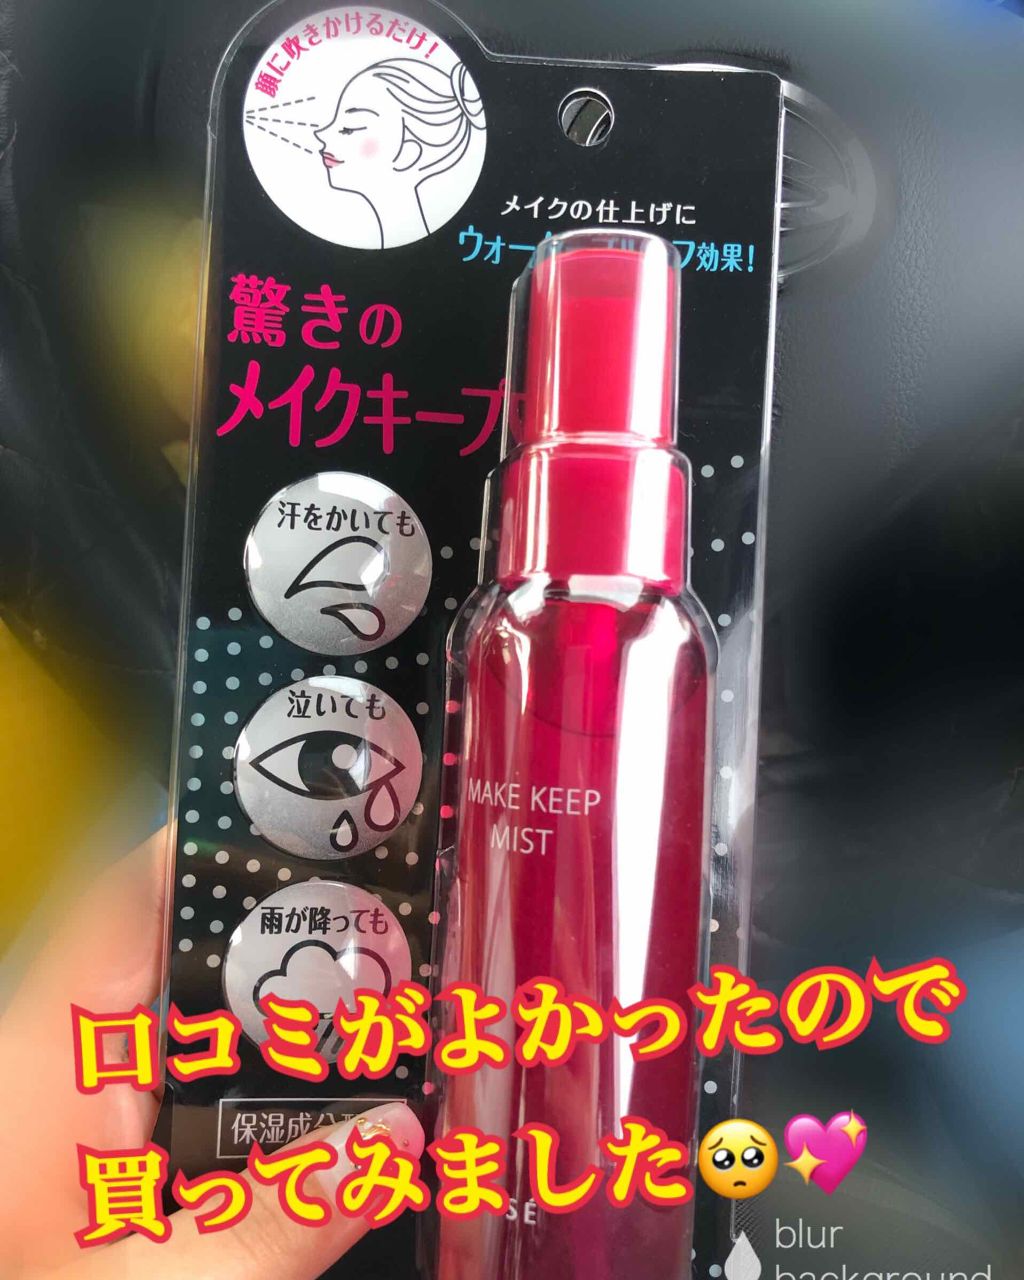 顔に吹きかけるだけ!
メイクの仕上げに
効果!
驚きの
メイクキープ
汗をかいても
泣いても
MAKE KEEP
MIST
雨が降っても
口コミがよかったので
保湿成分
買ってみました🥺💖
SÉ
blur
background